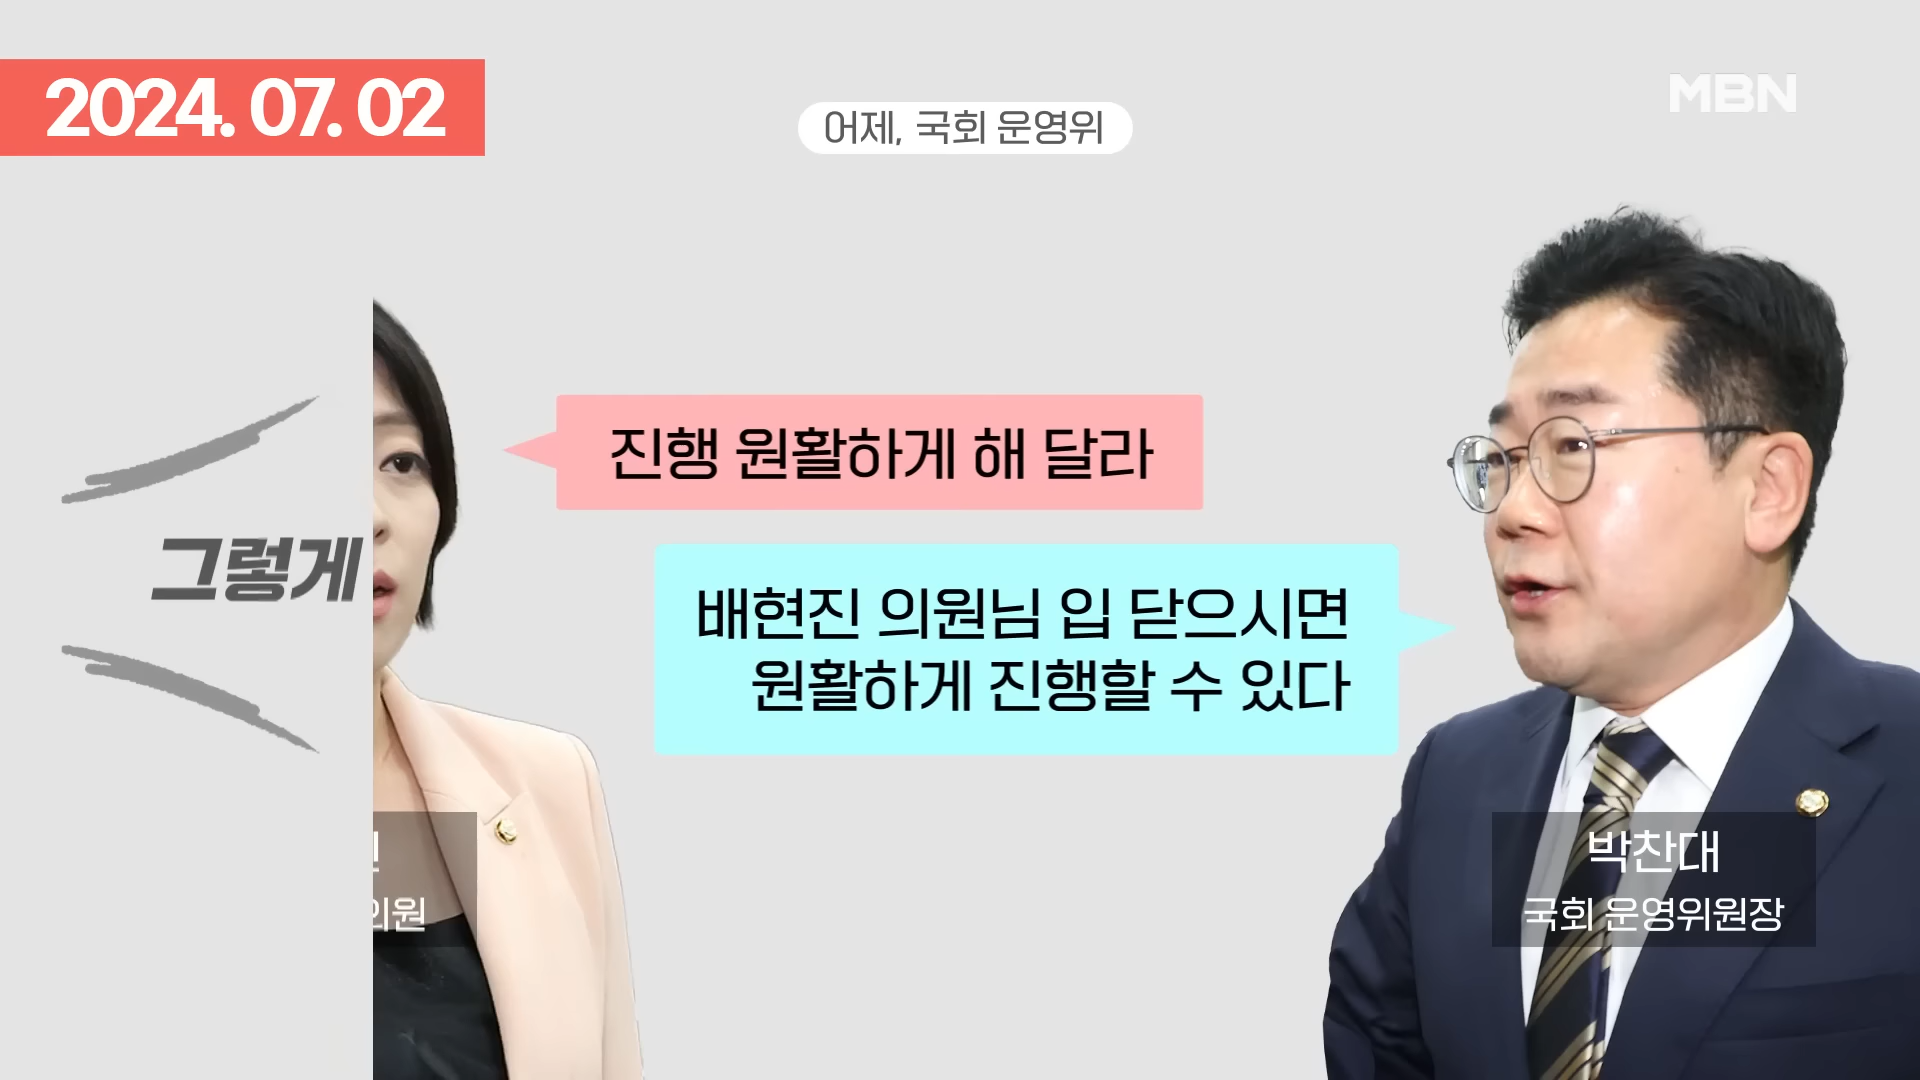 2024. 07. 02
어제, 국회 운영위
MBN
진행 원활하게 해 달라
그렇게
배현진 의원님 입 닫으시면
원활하게 진행할 수 있다
의원
박찬대
국회 운영위원장